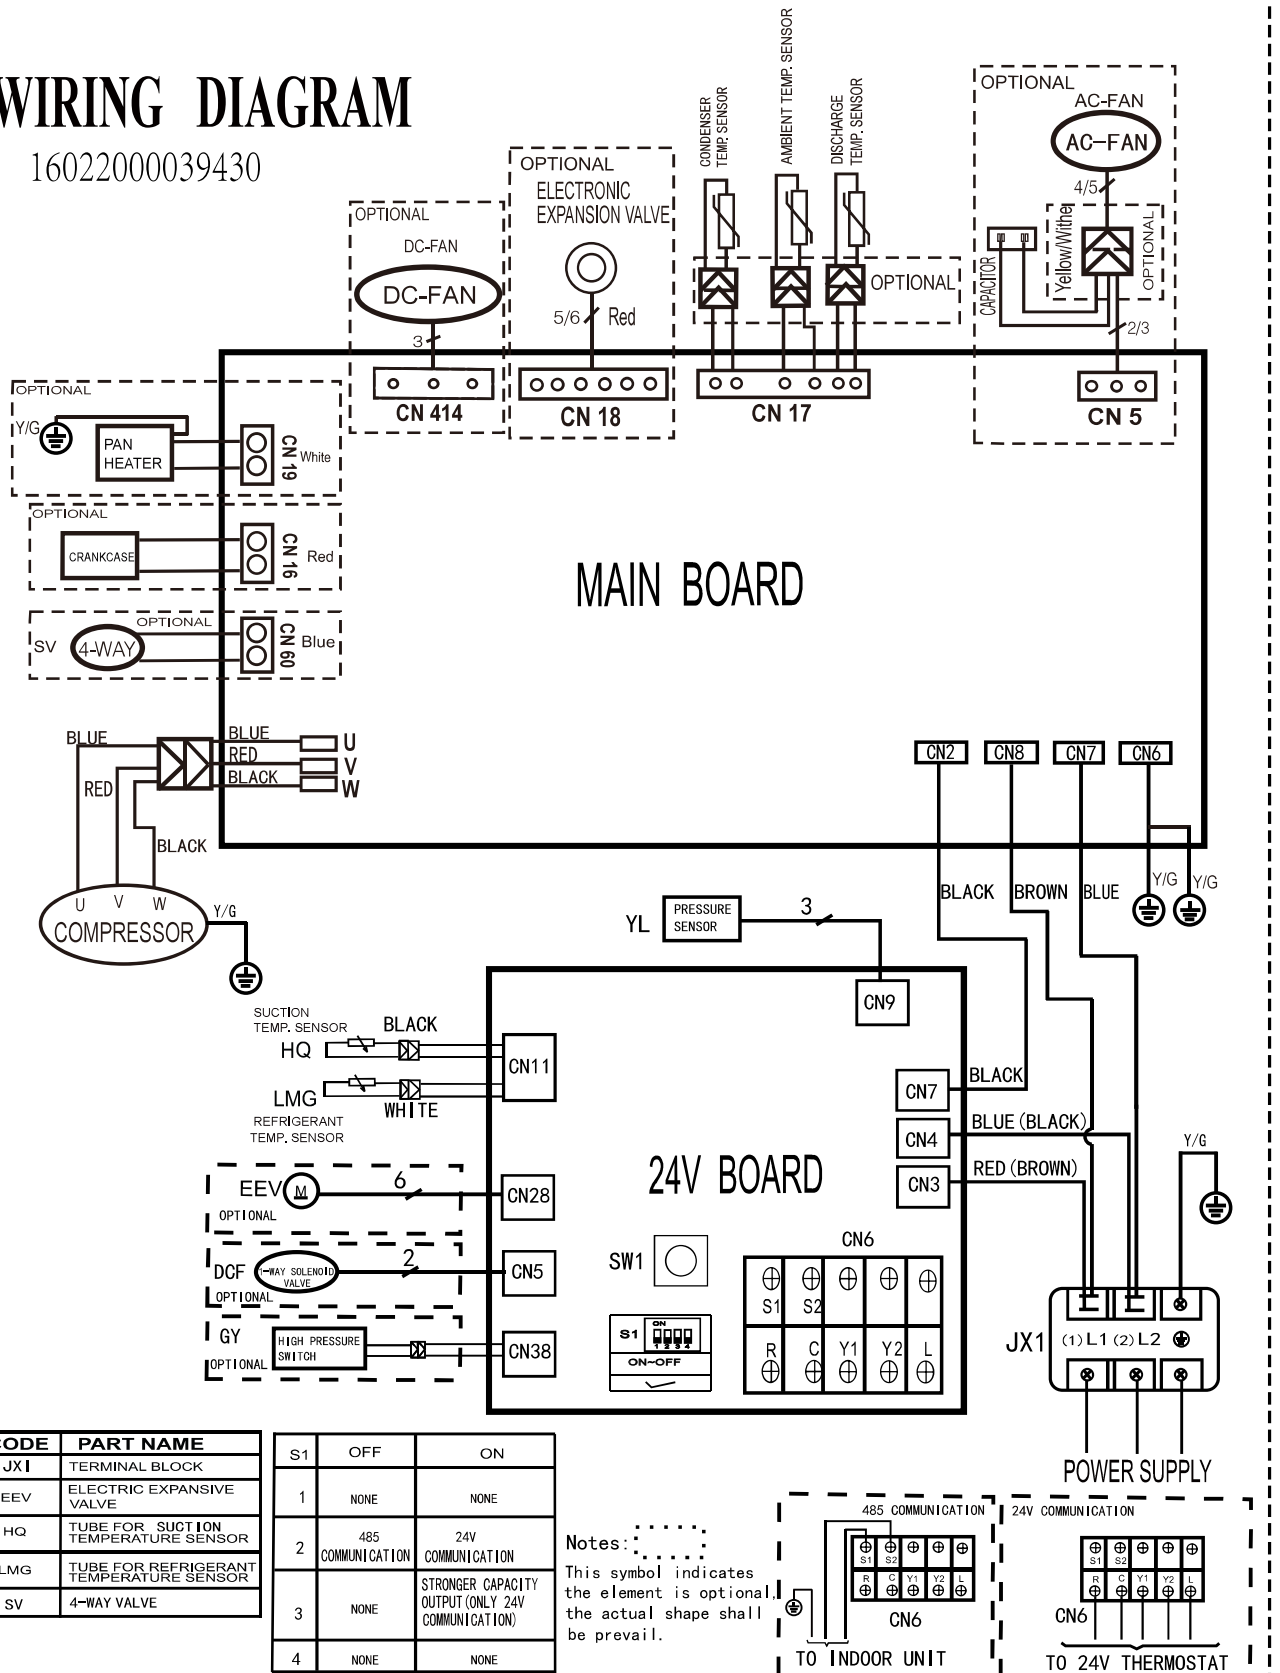 WIRING DIAGRAM
16022000039430
OPTIONAL
DC-FAN
DC-FAN
3
CN 414
OPTIONAL
ELECTRONIC
EXPANSION VALVE
5/6 Red
CN 18
CONDENSER
TEMP. SENSOR
AMBIENT TEMP. SENSOR
DISCHARGE
TEMP. SENSOR
OPTIONAL
CN 17
OPTIONAL
AC-FAN
AC-FAN
4/5
Yellow/Withe
OPTIONAL
CAPACITOR
2/3
CN 5
OPTIONAL
Y/G
PAN
HEATER
CN 19
White
OPTIONAL
CRANKCASE
CN 16
Red
OPTIONAL
SV
4-WAY
CN 60
Blue
MAIN BOARD
BLUE
RED
BLACK
BLUE
RED
BLACK
U
V
W
U V W
COMPRESSOR
Y/G
CN2
CN8
CN7
CN6
BLACK
BROWN
BLUE
Y/G
Y/G
YL
PRESSURE
SENSOR
3
CN9
SUCTION
TEMP. SENSOR
HQ
BLACK
CN11
LMG
WHITE
REFRIGERANT
TEMP. SENSOR
CN7
BLACK
CN4
BLUE(BLACK)
CN3
RED(BROWN)
Y/G
24V BOARD
EEV
M
6
OPTIONAL
CN28
DCF
1-WAY SOLENOID
VALVE
2
OPTIONAL
CN5
GY
HIGH PRESSURE
SWITCH
OPTIONAL
CN38
SW1
S1
ON
1 2 3 4
ON~OFF
CN6
S1 S2
R C Y1 Y2 L
JX1
(1) L1 (2) L2
POWER SUPPLY
CODE PART NAME
JX1 TERMINAL BLOCK
EEV ELECTRIC EXPANSIVE
VALVE
HQ TUBE FOR SUCTION
TEMPERATURE SENSOR
LMG TUBE FOR REFRIGERANT
TEMPERATURE SENSOR
SV 4-WAY VALVE
S1 OFF ON
1 NONE NONE
2 485
COMMUNICATION 24V
COMMUNICATION
3 NONE STRONGER CAPACITY
OUTPUT(ONLY 24V
COMMUNICATION)
4 NONE NONE
Notes:
This symbol indicates
the element is optional,
the actual shape shall
be prevail.
485 COMMUNICATION
S1 S2
R C Y1 Y2 L
CN6
TO INDOOR UNIT
24V COMMUNICATION
S1 S2
R C Y1 Y2 L
CN6
TO 24V THERMOSTAT